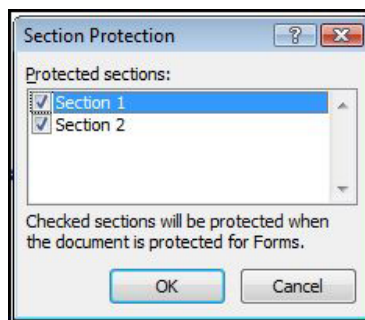 Section Protection
Protected sections:
Section 1
Section 2
Checked sections will be protected when
the document is protected for Forms.
OK
Cancel